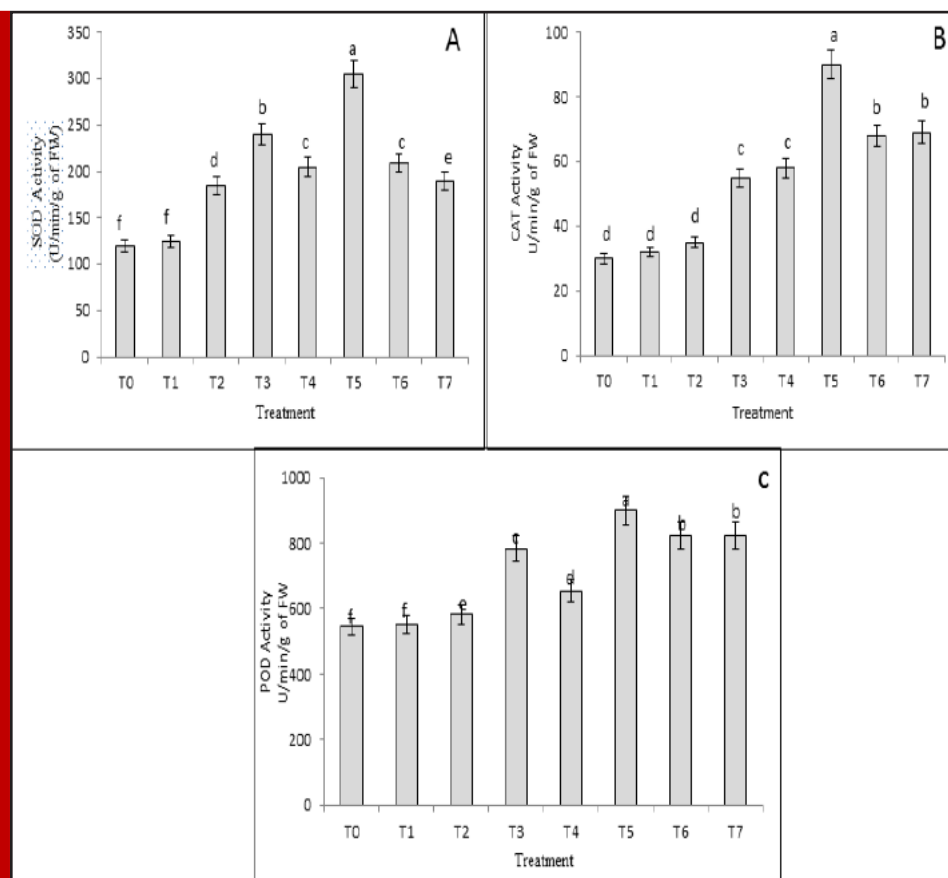 A
350
300
250
200
150
100
50
0
SOD Activity
(U/min/g of FW)
f
f
d
b
c
a
c
e
T0 T1 T2 T3 T4 T5 T6 T7
Treatment
B
100
80
60
40
20
0
CAT Activity
U/min/g of FW
d
d
d
c
c
a
b
b
T0 T1 T2 T3 T4 T5 T6 T7
Treatment
C
1000
800
600
400
200
0
POD Activity
U/min/g of FW
f
f
e
c
d
a
b
b
T0 T1 T2 T3 T4 T5 T6 T7
Treatment